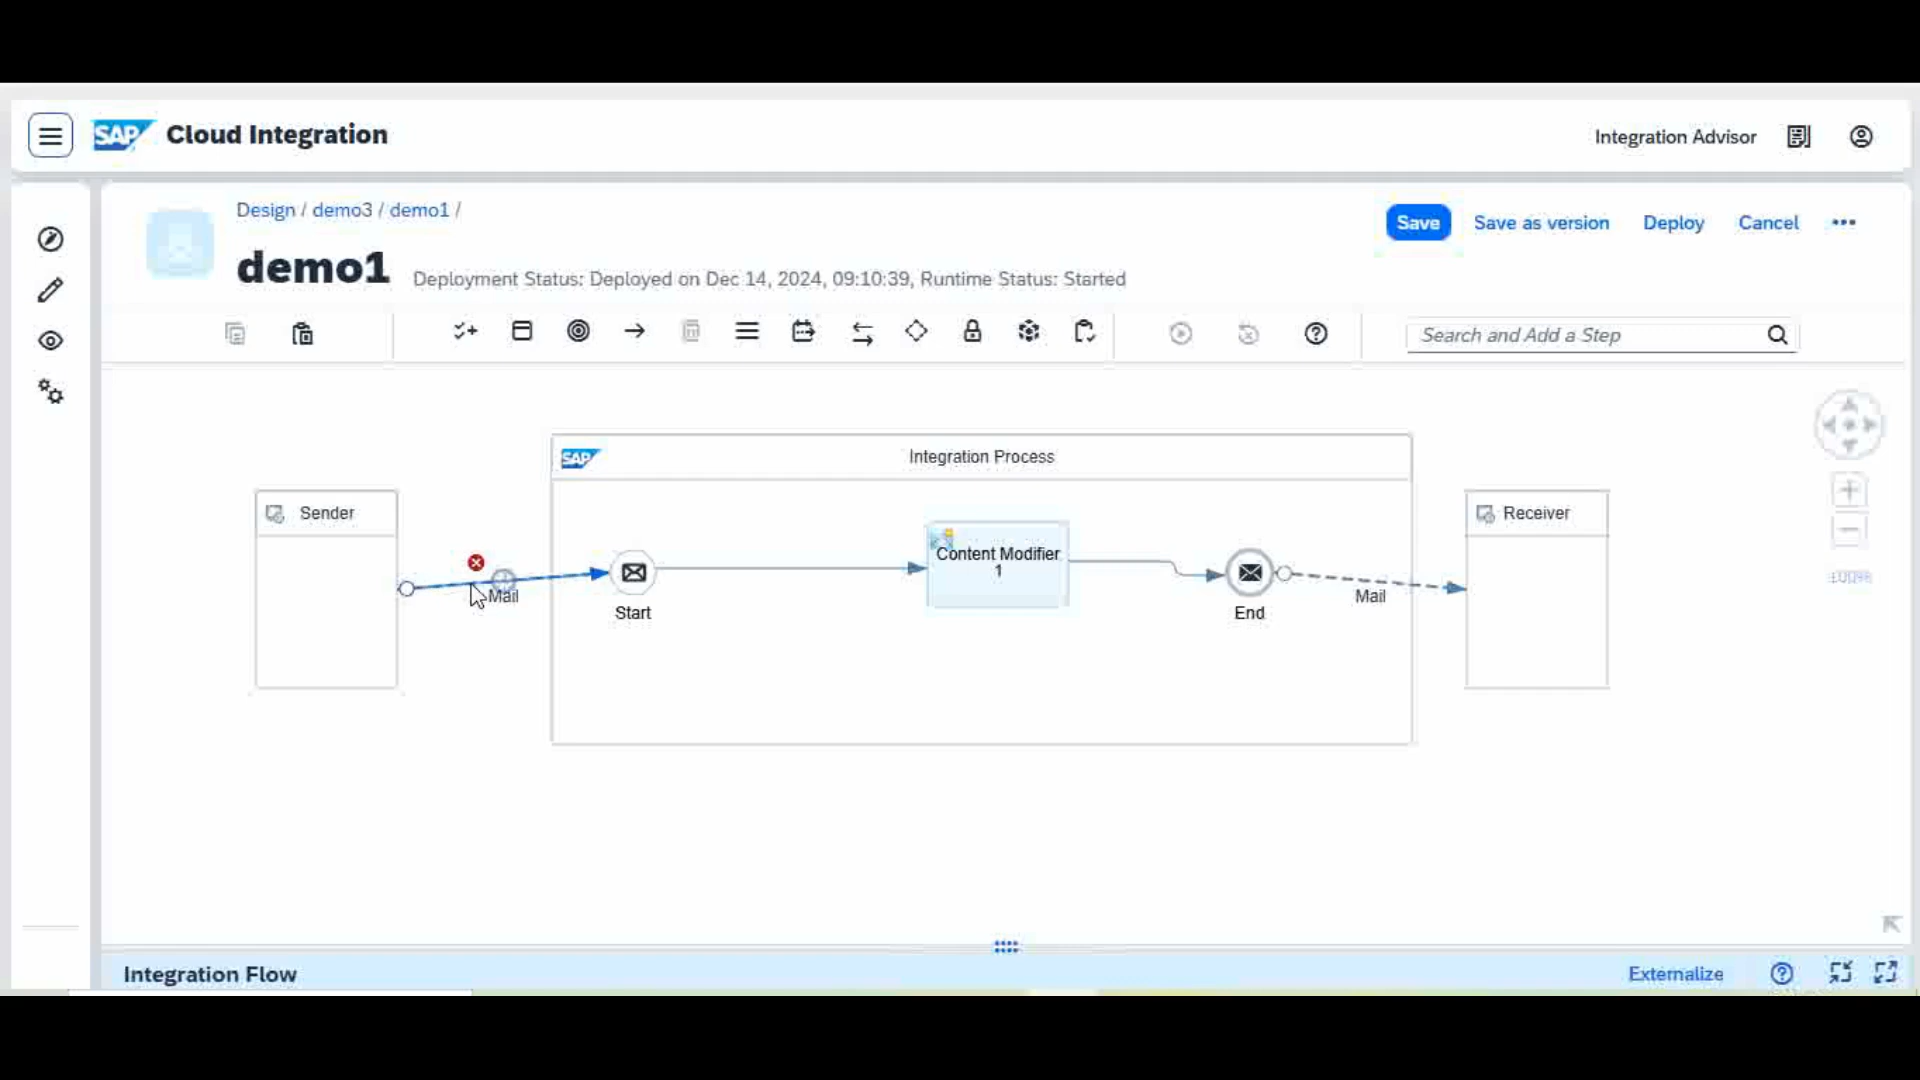 SAP Cloud Integration
Integration Advisor
Design / demo3 / demo1 /
Save
Save as version
Deploy
Cancel
demo1
Deployment Status: Deployed on Dec 14, 2024, 09:10:39, Runtime Status: Started
Search and Add a Step
SAP
Integration Process
Sender
Receiver
Content Modifier
1
Mail
Mail
Start
End
100%
Integration Flow
Externalize